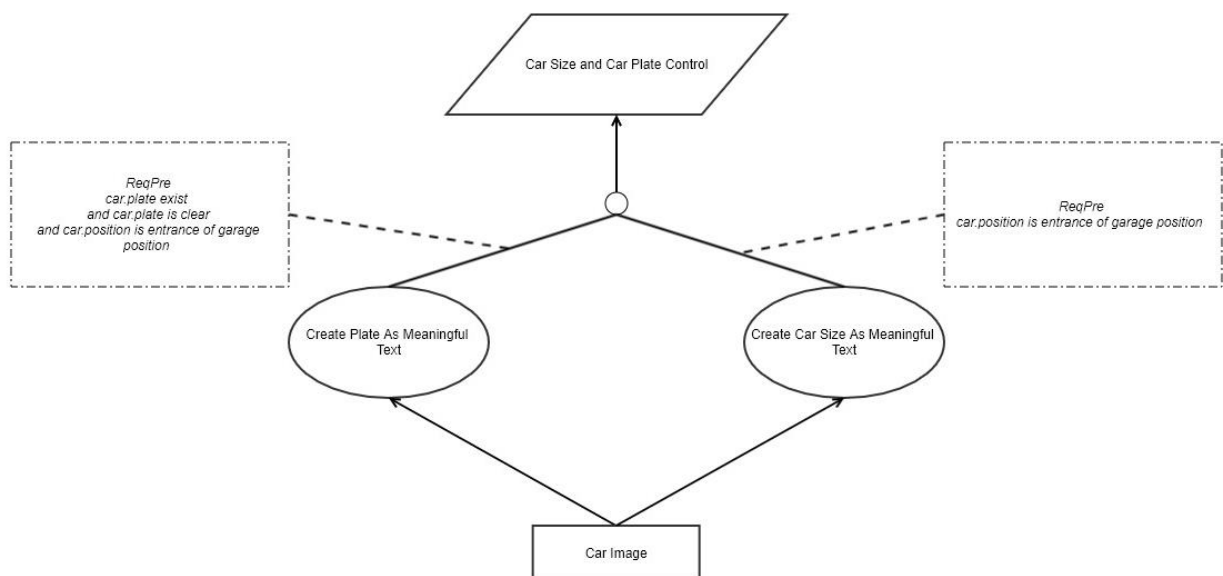 Car Size and Car Plate Control
ReqPre
car.plate exist
and car.plate is clear
and car.position is entrance of garage
position
ReqPre
car.position is entrance of garage position
Create Plate As Meaningful
Text
Create Car Size As Meaningful
Text
Car Image